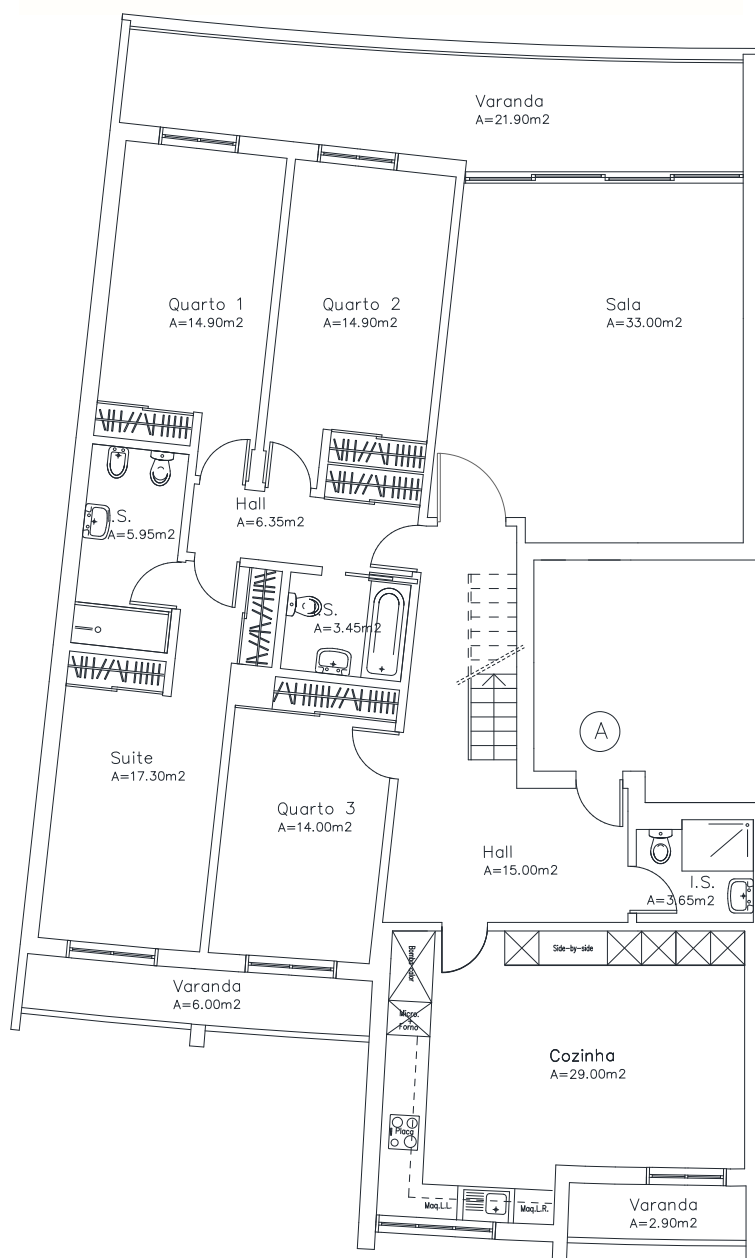 Varanda
A=21.90m2
Quarto 1
A=14.90m2
Quarto 2
A=14.90m2
Sala
A=33.00m2
Hall
A=6.35m2
I.S.
A=5.95m2
I.S.
A=3.45m2
A
Suite
A=17.30m2
Quarto 3
A=14.00m2
Hall
A=15.00m2
I.S.
A=3.65m2
Side-by-side
Varanda
A=6.00m2
Micro.
+
Forno
Cozinha
A=29.00m2
Placa
Maq.L.L.
Maq.L.R.
Varanda
A=2.90m2